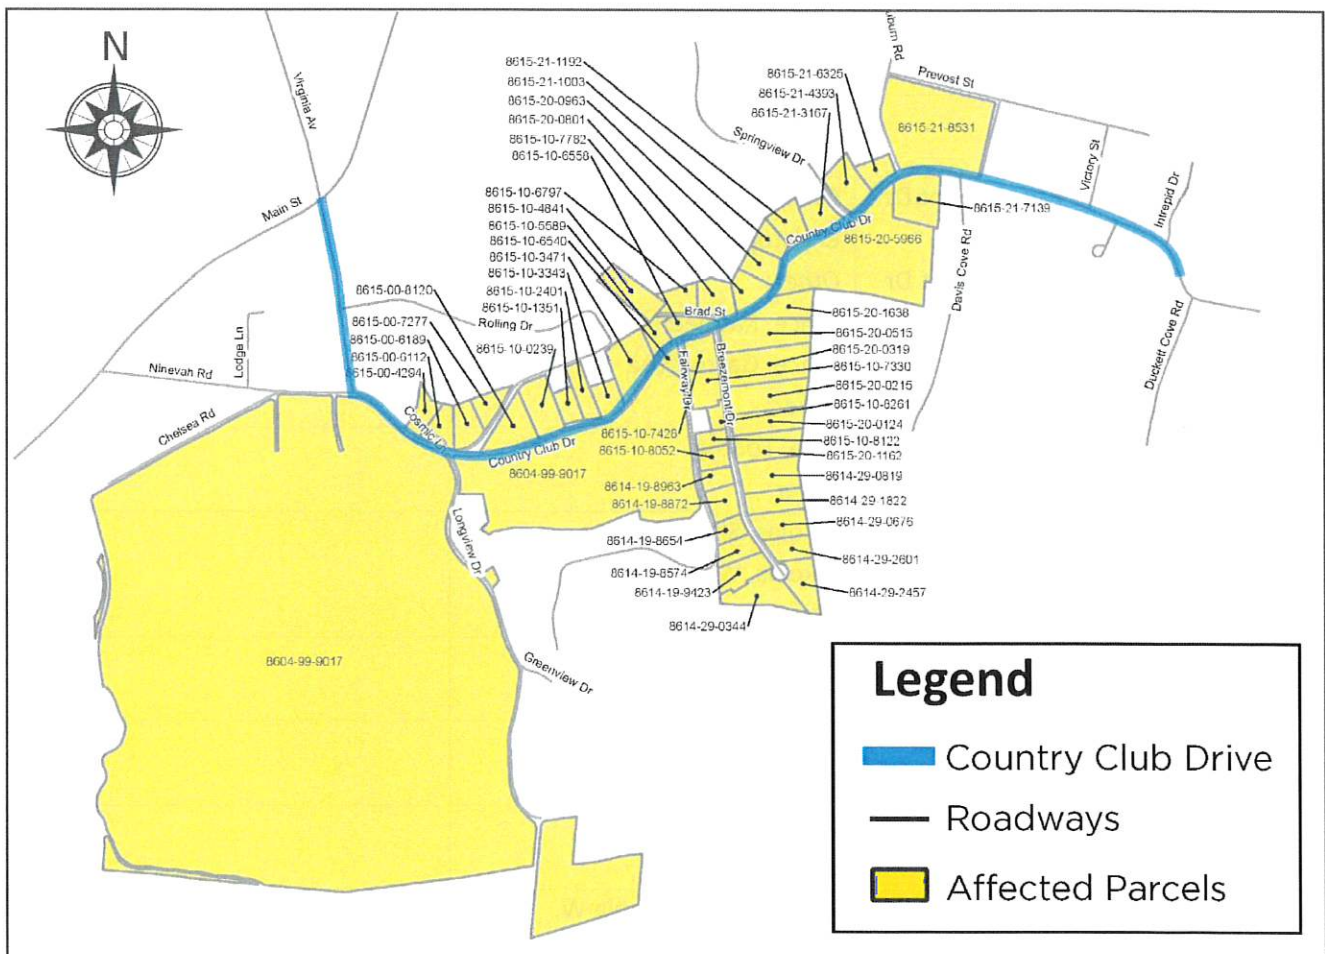 N
Virginia Av
Main St
Lodge Ln
Ninevah Rd
Chelsea Rd
8615-21-1192
8615-21-1003
8615-20-0963
8615-20-0801
8615-10-7782
8615-10-6558
8615-10-6797
8615-10-4841
8615-10-5589
8615-10-6540
8615-10-3471
8615-10-3343
8615-10-2401
8615-10-1351
8615-10-0239
8615-00-8120
8615-00-7277
8615-00-6189
8615-00-6112
8615-00-4294
Rolling Dr
Cosmic Ln
Country Club Dr
8604-99-9017
Longview Dr
Greenview Dr
8604-99-9017
8615-21-6325
8615-21-4393
8615-21-3167
Springview Dr
Prevost St
8615-21-8531
Victory St
Intrepid Dr
8615-21-7139
Country Club Dr
8615-20-5966
Davis Cove Rd
Duckett Cove Rd
Brad St
Fairway Dr
Breezemont Dr
8615-20-1638
8615-20-0515
8615-20-0319
8615-10-7330
8615-20-0215
8615-10-8261
8615-20-0124
8615-10-8122
8615-20-1162
8614-29-0819
8614-29-1822
8614-29-0676
8614-29-2601
8614-29-2457
8615-10-7426
8615-10-8052
8614-19-8963
8614-19-8872
8614-19-8654
8614-19-8574
8614-19-9423
8614-29-0344
Legend
Country Club Drive
Roadways
Affected Parcels